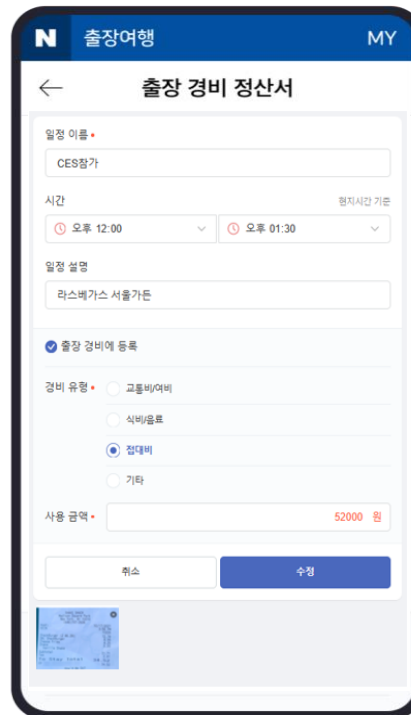 N 출장여행 MY
출장 경비 정산서
일정 이름
CES참가
시간 현지시간 기준
오후 12:00 오후 01:30
일정 설명
라스베가스 서울가든
출장 경비에 등록
경비 유형 교통비/여비
식비/음료
접대비
기타
사용 금액 52000 원
취소 수정